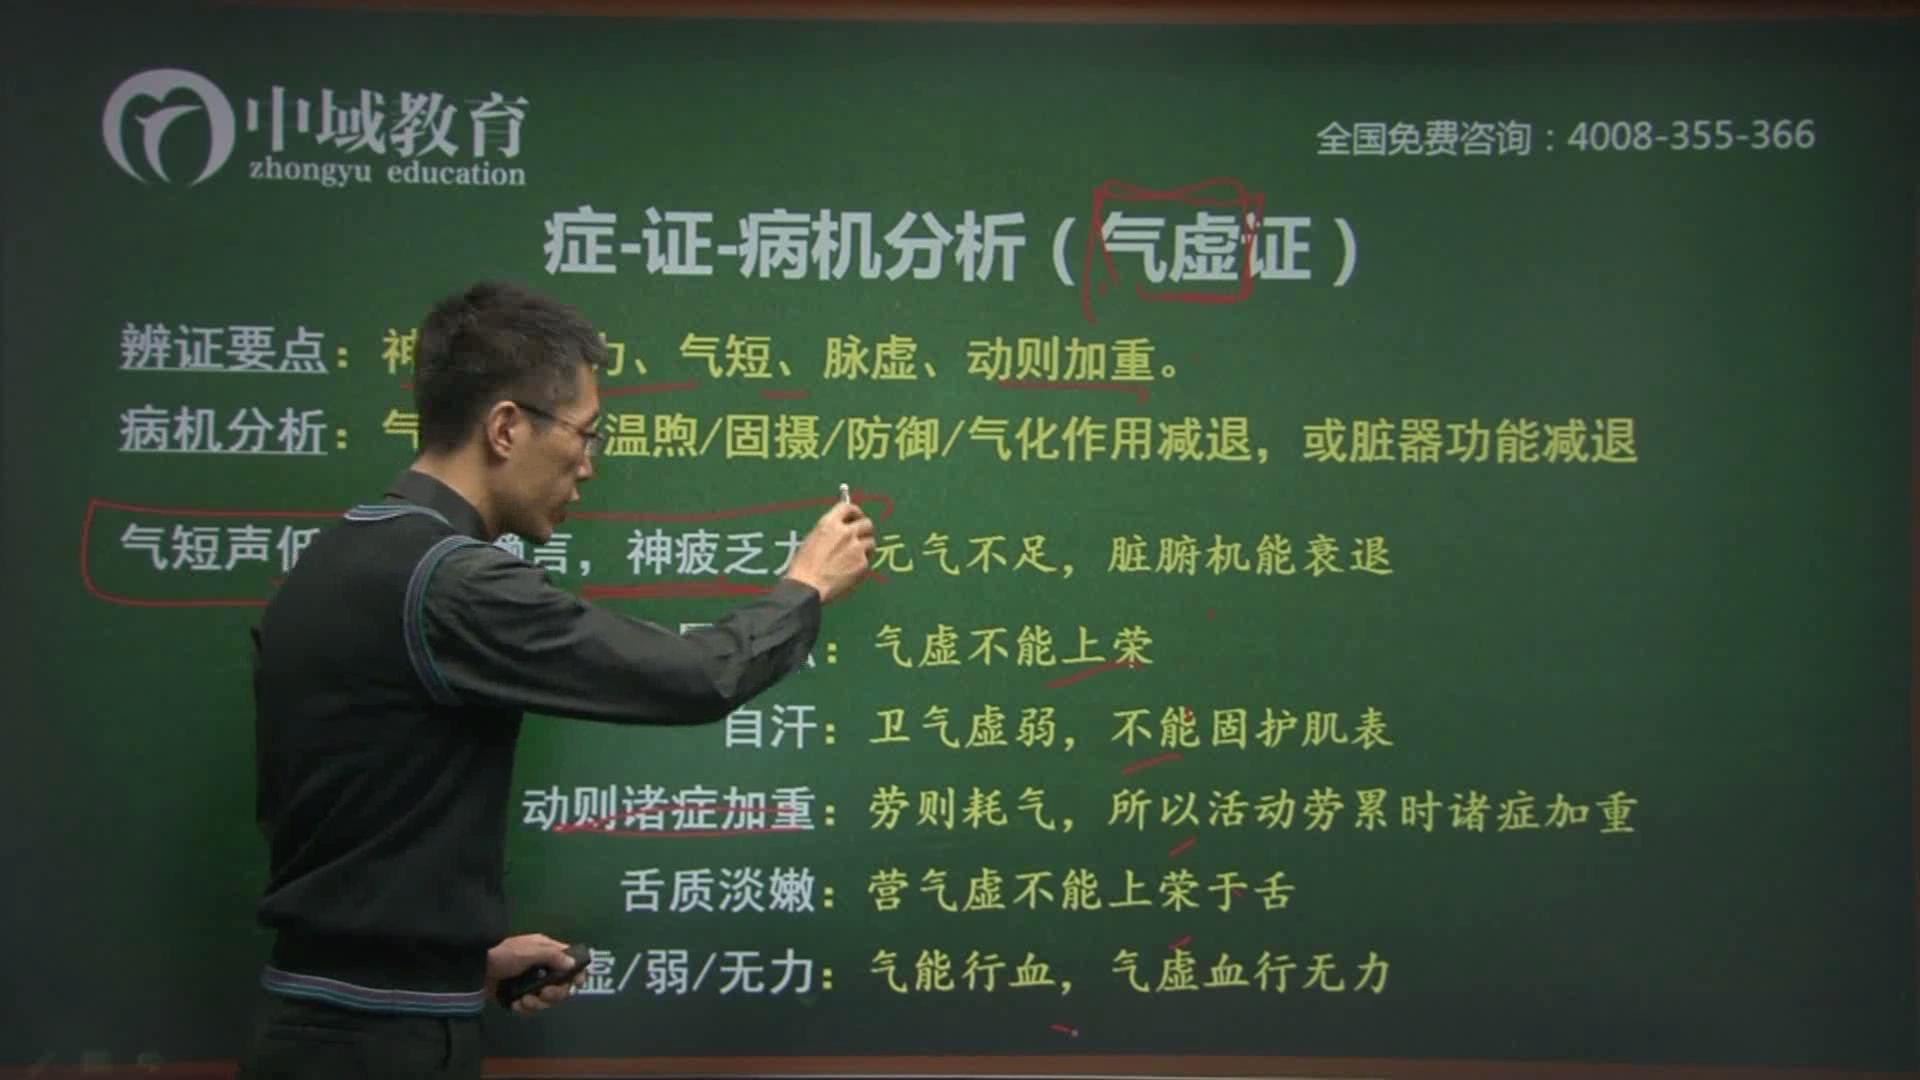 中域教育
zhongyu education
全国免费咨询：4008-355-366
症-证-病机分析（气虚证）
辨证要点：神 力、气短、脉虚、动则加重。
病机分析：气 温煦/固摄/防御/气化作用减退，或脏器功能减退
气短声低 言，神疲乏力 元气不足，脏腑机能衰退
：气虚不能上荣
自汗：卫气虚弱，不能固护肌表
动则诸症加重：劳则耗气，所以活动劳累时诸症加重
舌质淡嫩：营气虚不能上荣于舌
虚/弱/无力：气能行血，气虚血行无力